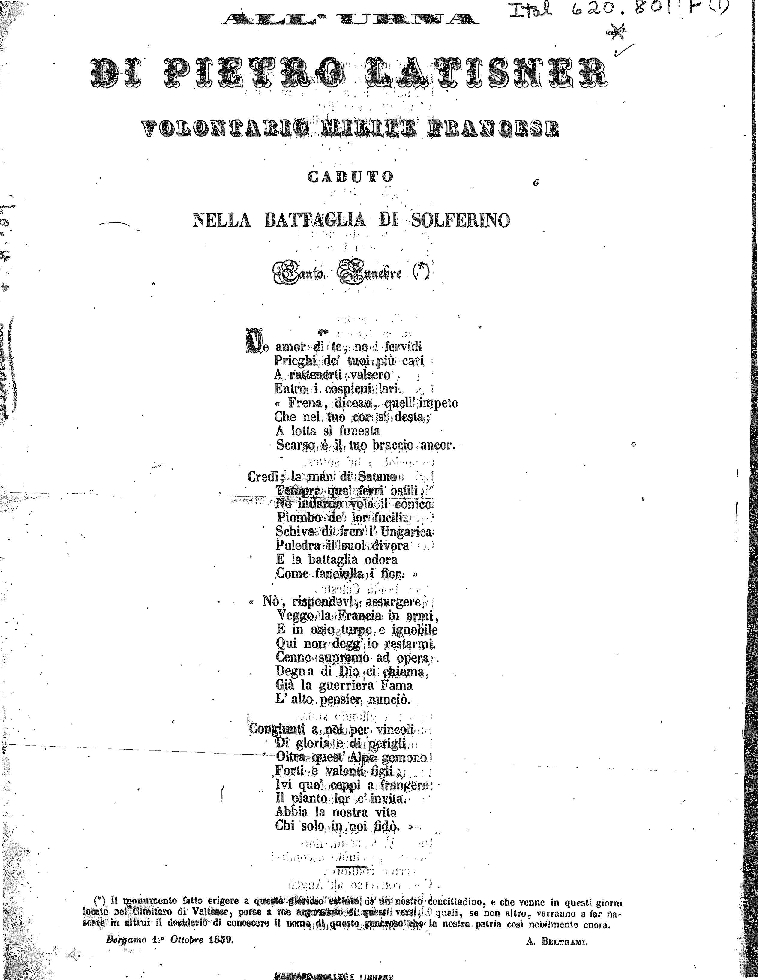 ALL' URNA
Ital 620.801 F (1)
DI PIETRO LATISNER
VOLONTARIO MILITE FRANCESE
CADUTO
NELLA BATTAGLIA DI SOLFERINO
Canto Funebre (*)
De amor di te, nè i fervidi
Prieghi de' tuoi più cari
A rattenerti valsero
Entro i cospicui lari.
« Frena, dicean, quell' impeto
Che nel tuo cor si desta;
A lotta sì funesta
Scarso è il tuo braccio ancor.
Credi; la man di Satana
Tempra quei ferri ostili,
Nò indarno vola il conico
Piombo de' lor fucili.
Schiva di fren l' Ungarica
Puledra il suol divora
E la battaglia odora
Come fanciulla i fior. »
« Nò, rispondevi, assurgere
Veggo la Francia in armi,
E in ozio turpe e ignobile
Qui non degg' io restarmi.
Cenno supremo ad opera
Degna di Dio ci chiama,
Già la guerriera Fama
L' alto pensier nunciò.
Congiunti a noi per vincoli
Di gloria e di perigli
Oltra quest' Alpe gemono
Forti e valenti figli;
Ivi que' ceppi a frangere
Il pianto lor c' invita.
Abbia la nostra vita
Chi solo in noi fidò. »
(*) Il monumento fatto erigere a questo glorioso estinto da un nostro concittadino, e che venne in questi giorni
locato nel Cimitero di Valtesse, porse a me argomento di questi versi, i quali, se non altro, verranno a far na-
scere in altrui il desiderio di conoscere il nome di questo generoso che la nostra patria così nobilmente onora.
Bergamo 1.° Ottobre 1859.
A. BELTRAMI.
HARVARD COLLEGE LIBRARY